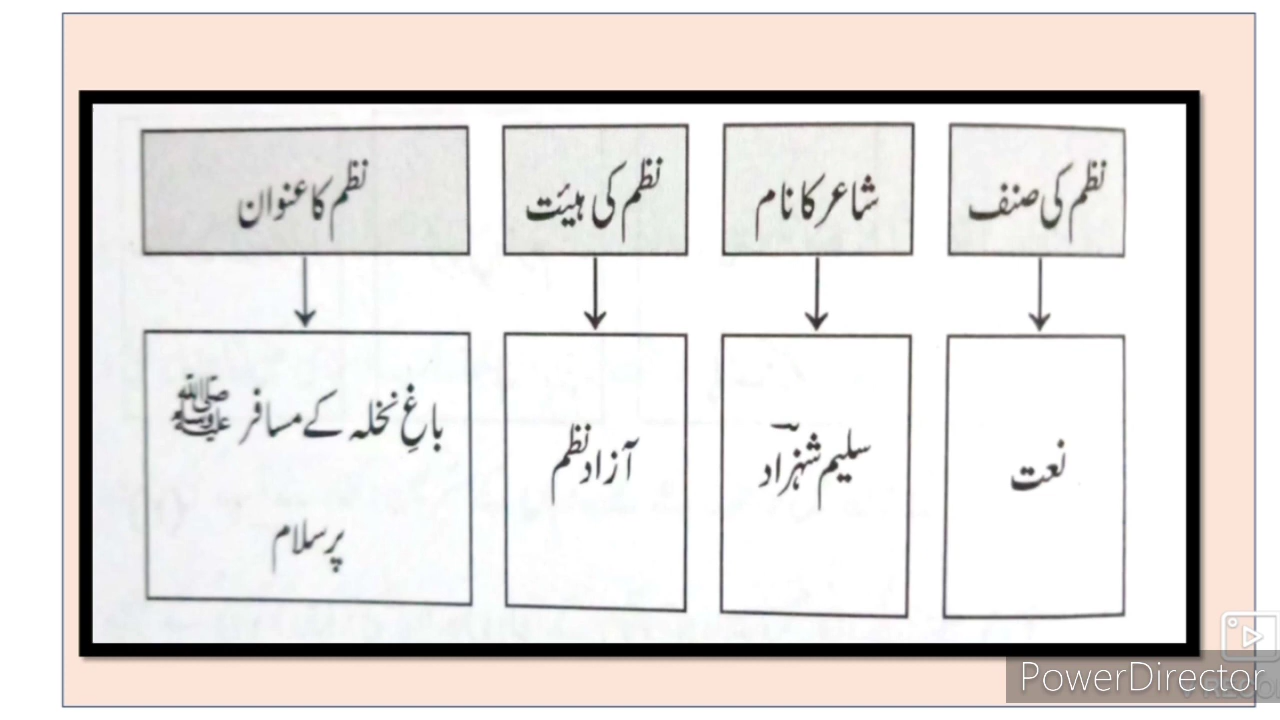 نظم کی صنف
شاعر کا نام
نظم کی ہیئت
نظم کا عنوان
نعت
سلیم شہزاد
آزاد نظم
باغِ نخلہ کے مسافر ﷺ
پر سلام
PowerDirector